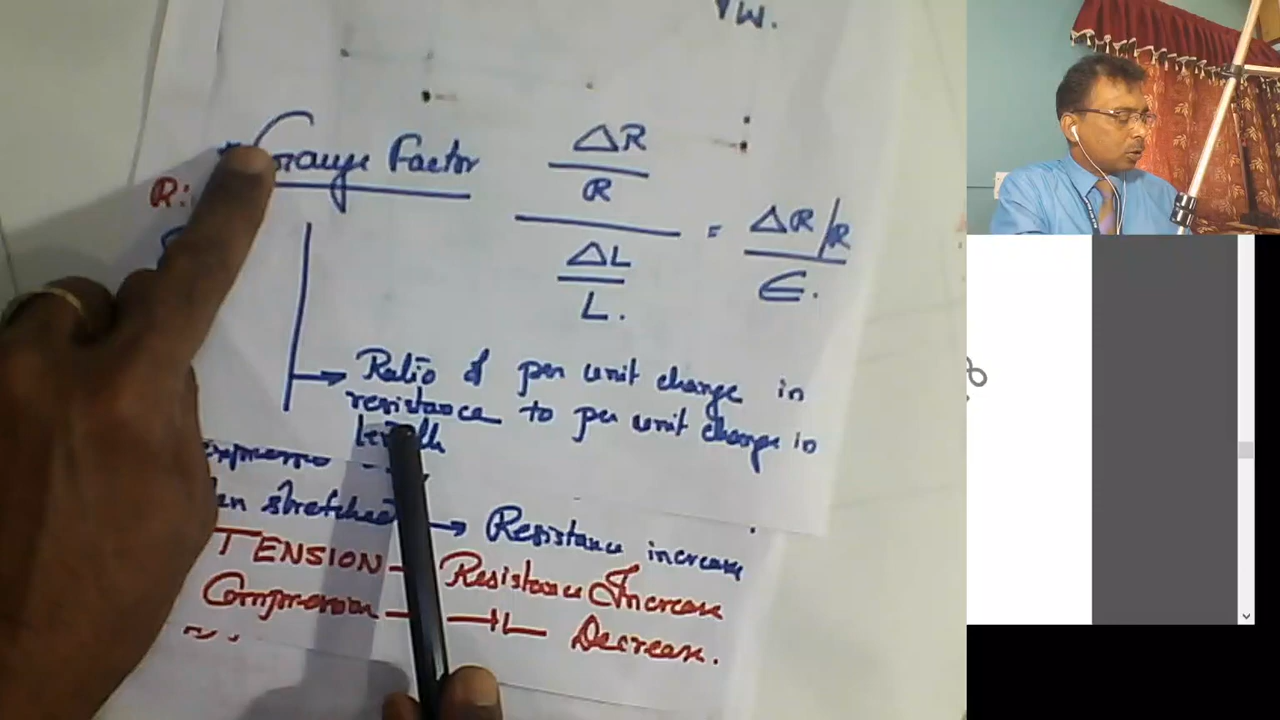 W.
Gauge Factor
ΔR
R
ΔL
L.
= ΔR/R
ϵ.
R:
→ Ratio of per unit change in
resistance to per unit change in
length
stretched → Resistance increase
TENSION – Resistance Increase
Compression – Decrease.